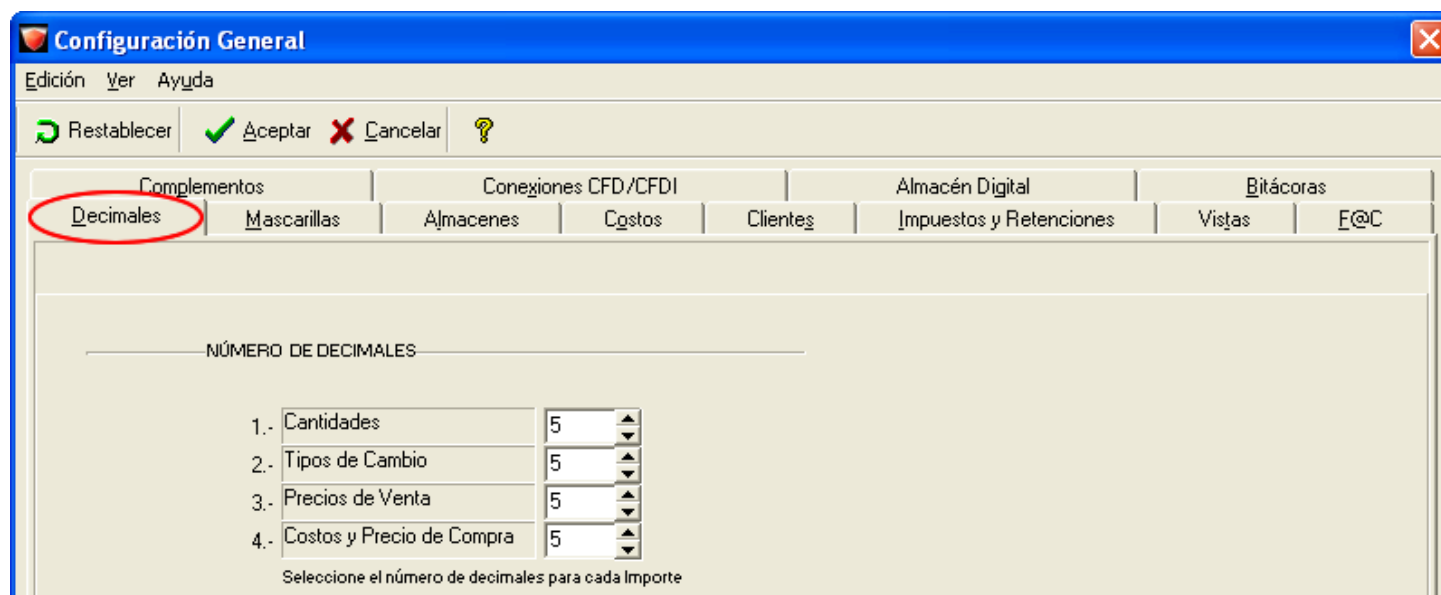 Configuración General
Edición Ver Ayuda
Restablecer Aceptar Cancelar
Complementos Conexiones CFD/CFDI Almacén Digital Bitácoras
Decimales Mascarillas Almacenes Costos Clientes Impuestos y Retenciones Vistas F@C
NÚMERO DE DECIMALES
1.- Cantidades 5
2.- Tipos de Cambio 5
3.- Precios de Venta 5
4.- Costos y Precio de Compra 5
Seleccione el número de decimales para cada Importe